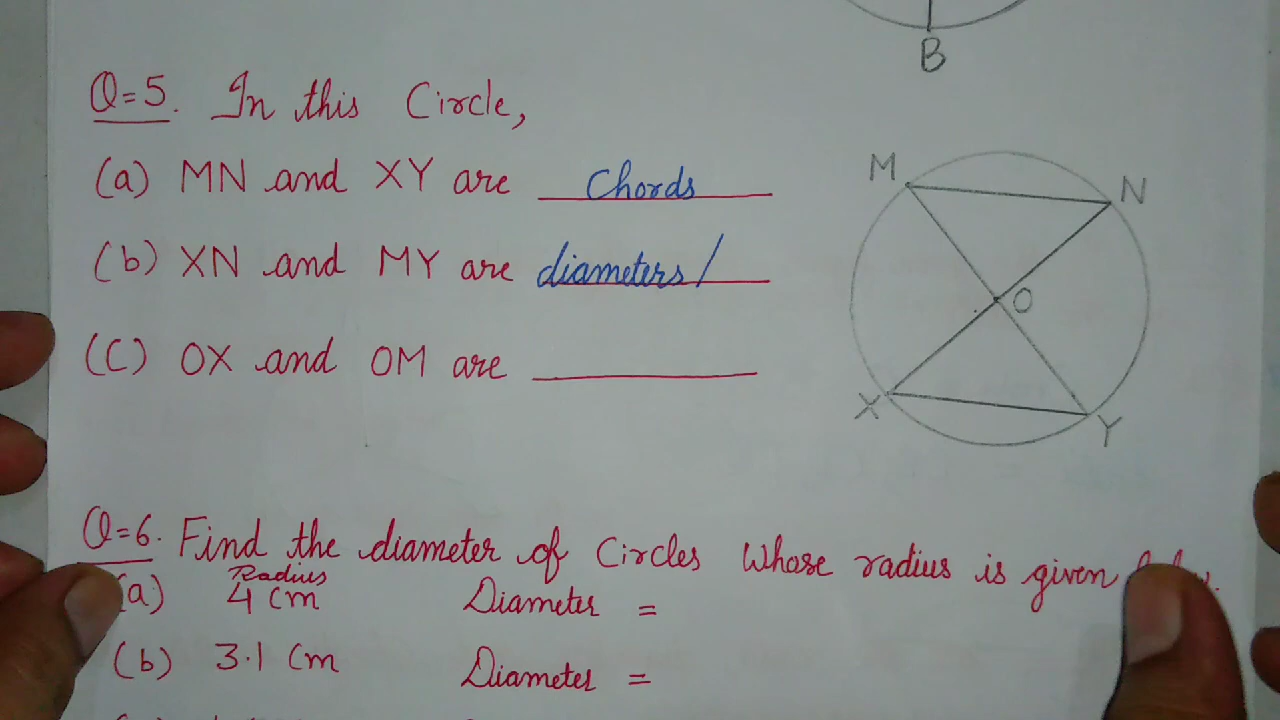 B
Q=5. In this Circle,
(a) MN and XY are Chords
(b) XN and MY are diameters/
(C) OX and OM are
M
N
O
X
Y
Q=6. Find the diameter of Circles Whose radius is given
Radius
(a) 4 Cm Diameter =
(b) 3.1 Cm Diameter =